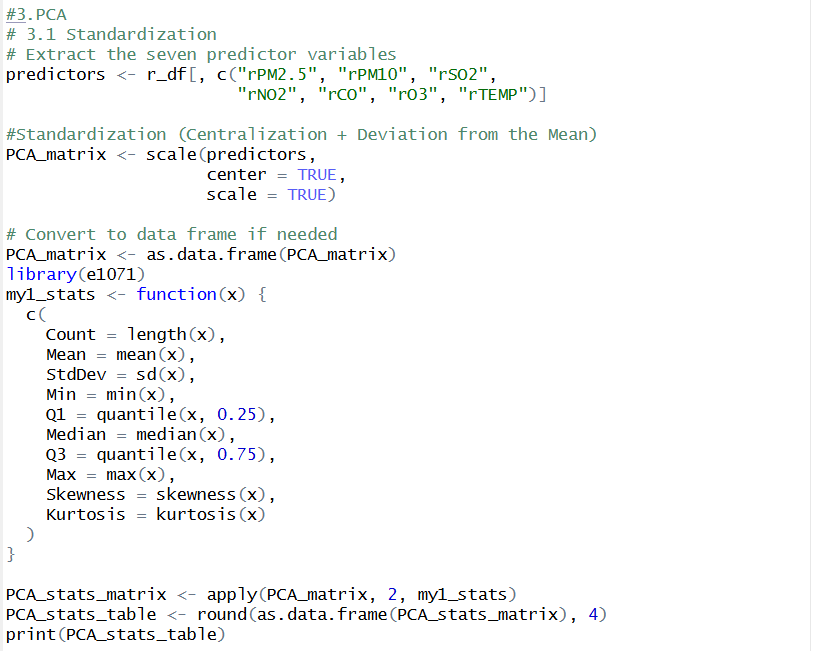 #3.PCA
# 3.1 Standardization
# Extract the seven predictor variables
predictors <- r_df[, c("rPM2.5", "rPM10", "rSO2",
                       "rNO2", "rCO", "rO3", "rTEMP")]

#Standardization (Centralization + Deviation from the Mean)
PCA_matrix <- scale(predictors,
                    center = TRUE,
                    scale = TRUE)

# Convert to data frame if needed
PCA_matrix <- as.data.frame(PCA_matrix)
library(e1071)
my1_stats <- function(x) {
  c(
    Count = length(x),
    Mean = mean(x),
    StdDev = sd(x),
    Min = min(x),
    Q1 = quantile(x, 0.25),
    Median = median(x),
    Q3 = quantile(x, 0.75),
    Max = max(x),
    Skewness = skewness(x),
    Kurtosis = kurtosis(x)
  )
}

PCA_stats_matrix <- apply(PCA_matrix, 2, my1_stats)
PCA_stats_table <- round(as.data.frame(PCA_stats_matrix), 4)
print(PCA_stats_table)